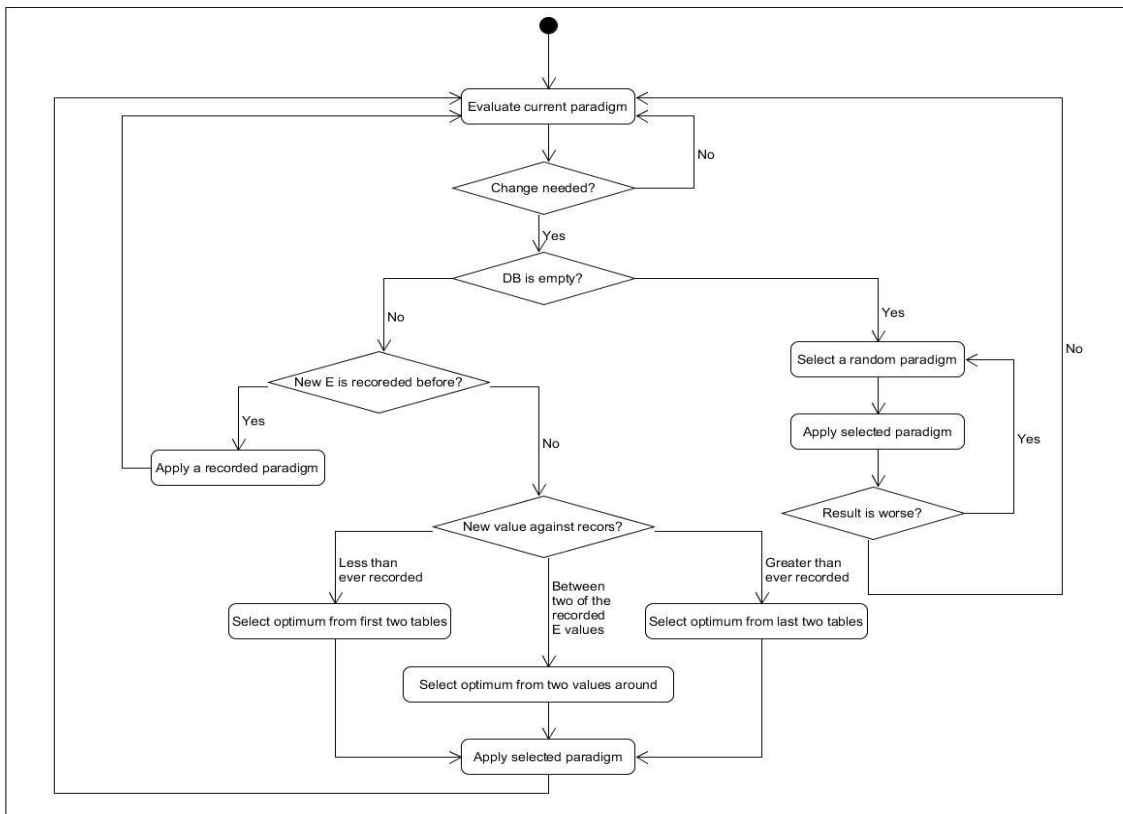 Evaluate current paradigm
No
Change needed?
Yes
DB is empty?
No
Yes
Select a random paradigm
No
New E is recoreded before?
Yes
No
Apply selected paradigm
Yes
Apply a recorded paradigm
New value against recors?
Result is worse?
Less than
ever recorded
Between
two of the
recorded
E values
Greater than
ever recorded
Select optimum from first two tables
Select optimum from last two tables
Select optimum from two values around
Apply selected paradigm